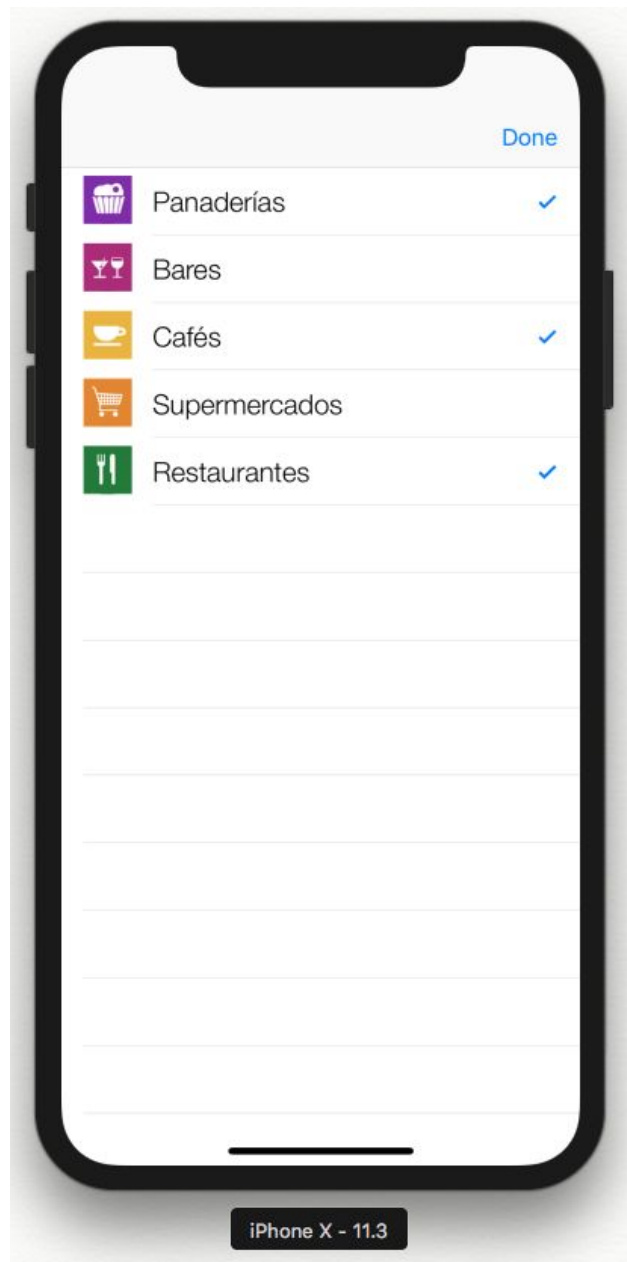 Done
Panaderías
Bares
Cafés
Supermercados
Restaurantes
iPhone X - 11.3